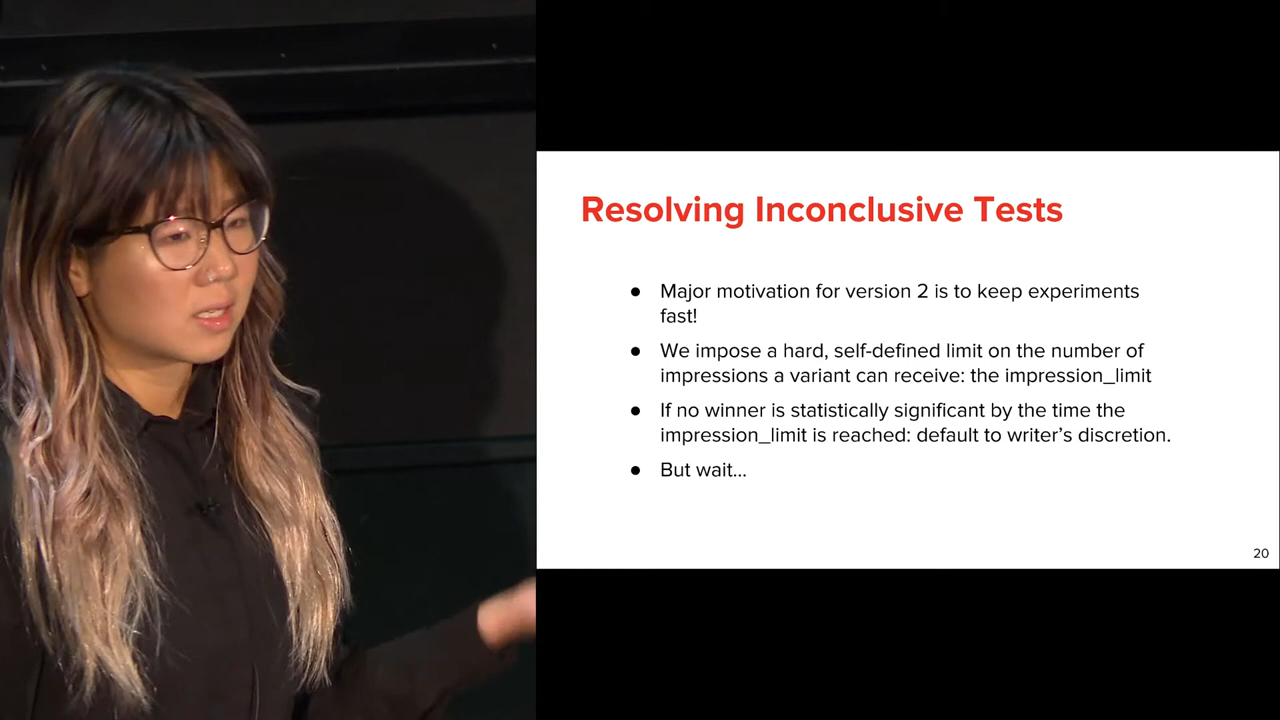 Resolving Inconclusive Tests
● Major motivation for version 2 is to keep experiments
fast!
● We impose a hard, self-defined limit on the number of
impressions a variant can receive: the impression_limit
● If no winner is statistically significant by the time the
impression_limit is reached: default to writer’s discretion.
● But wait...
20